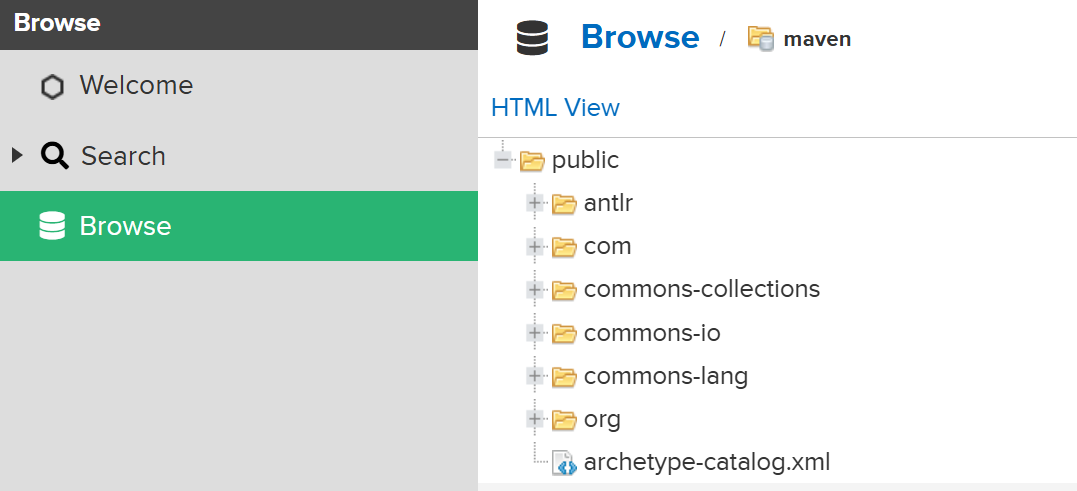 Browse
Welcome
Search
Browse
Browse / maven
HTML View
public
antlr
com
commons-collections
commons-io
commons-lang
org
archetype-catalog.xml